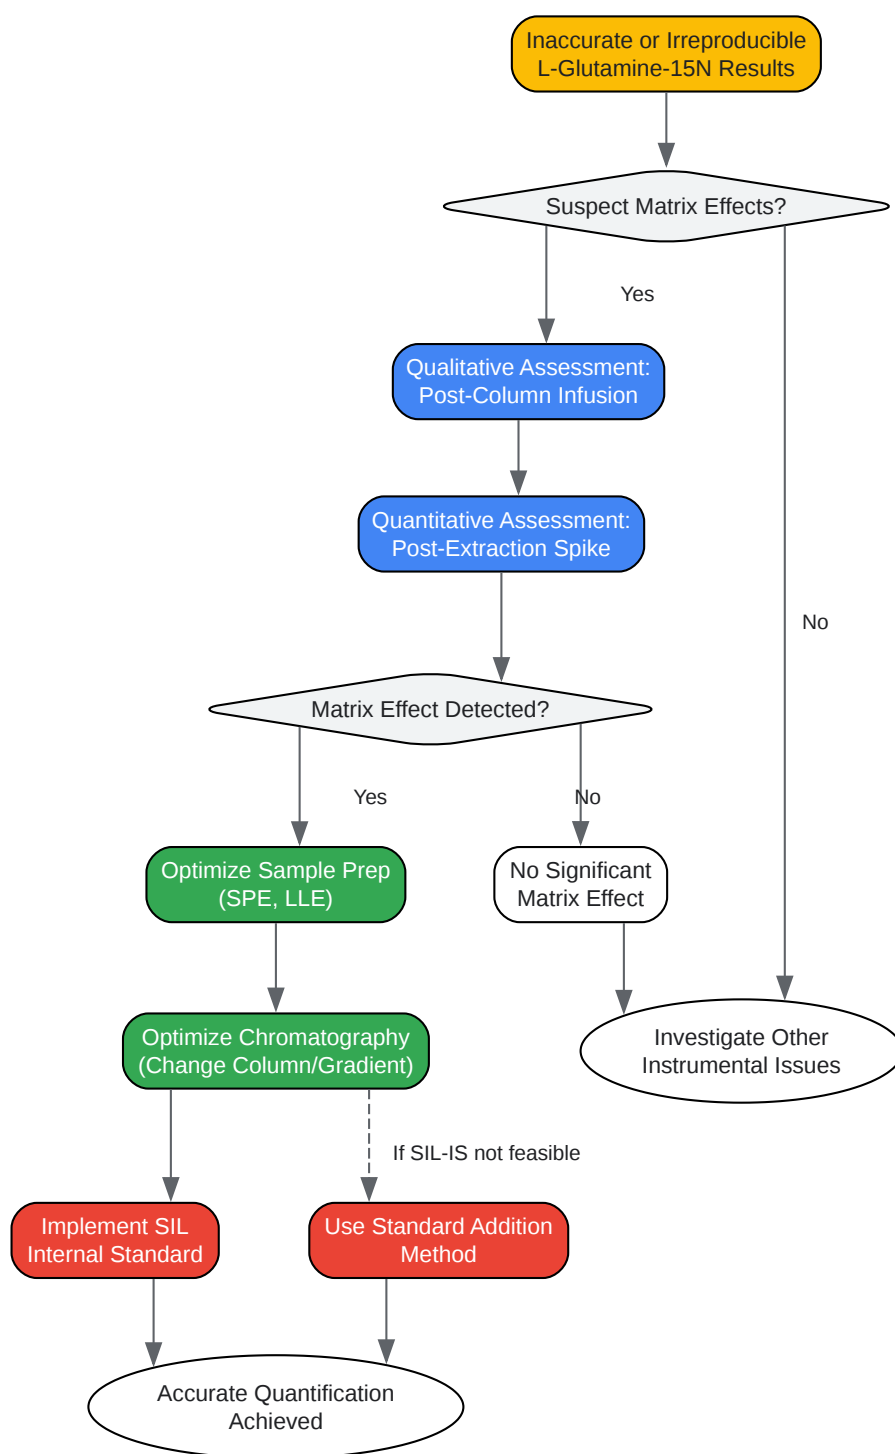 Inaccurate or Irreproducible
L-Glutamine-15N Results
Suspect Matrix Effects?
Yes
Qualitative Assessment:
Post-Column Infusion
Quantitative Assessment:
Post-Extraction Spike
No
Matrix Effect Detected?
Yes
No
Optimize Sample Prep
(SPE, LLE)
No Significant
Matrix Effect
Optimize Chromatography
(Change Column/Gradient)
Investigate Other
Instrumental Issues
If SIL-IS not feasible
Implement SIL
Internal Standard
Use Standard Addition
Method
Accurate Quantification
Achieved